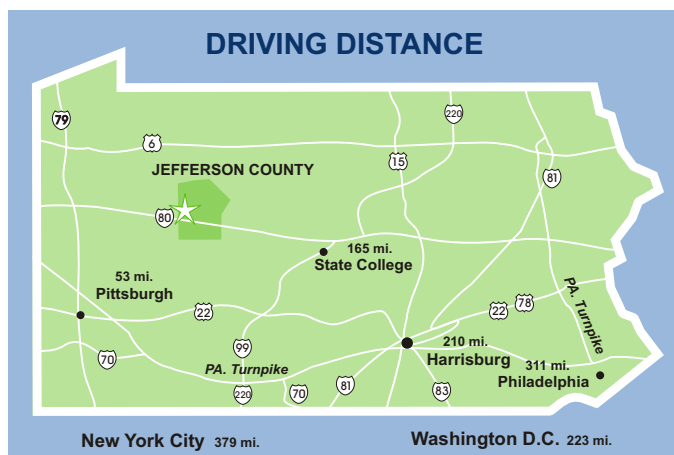 DRIVING DISTANCE
79
220
6
15
JEFFERSON COUNTY
81
80
165 mi.
State College
53 mi.
Pittsburgh
PA. Turnpike
22
22
78
99
70
PA. Turnpike
210 mi.
Harrisburg
311 mi.
Philadelphia
220
70
81
83
New York City 379 mi.
Washington D.C. 223 mi.